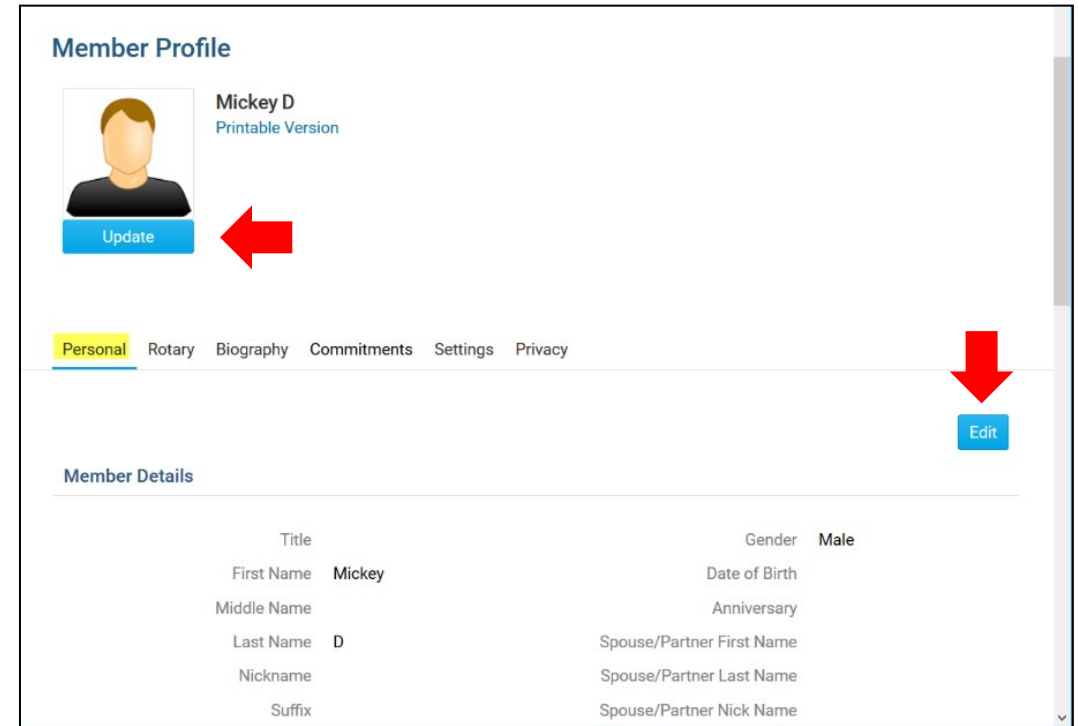 Member Profile
Mickey D
Printable Version
Update
Personal Rotary Biography Commitments Settings Privacy
Edit
Member Details
Title Gender Male
First Name Mickey Date of Birth
Middle Name Anniversary
Last Name D Spouse/Partner First Name
Nickname Spouse/Partner Last Name
Suffix Spouse/Partner Nick Name